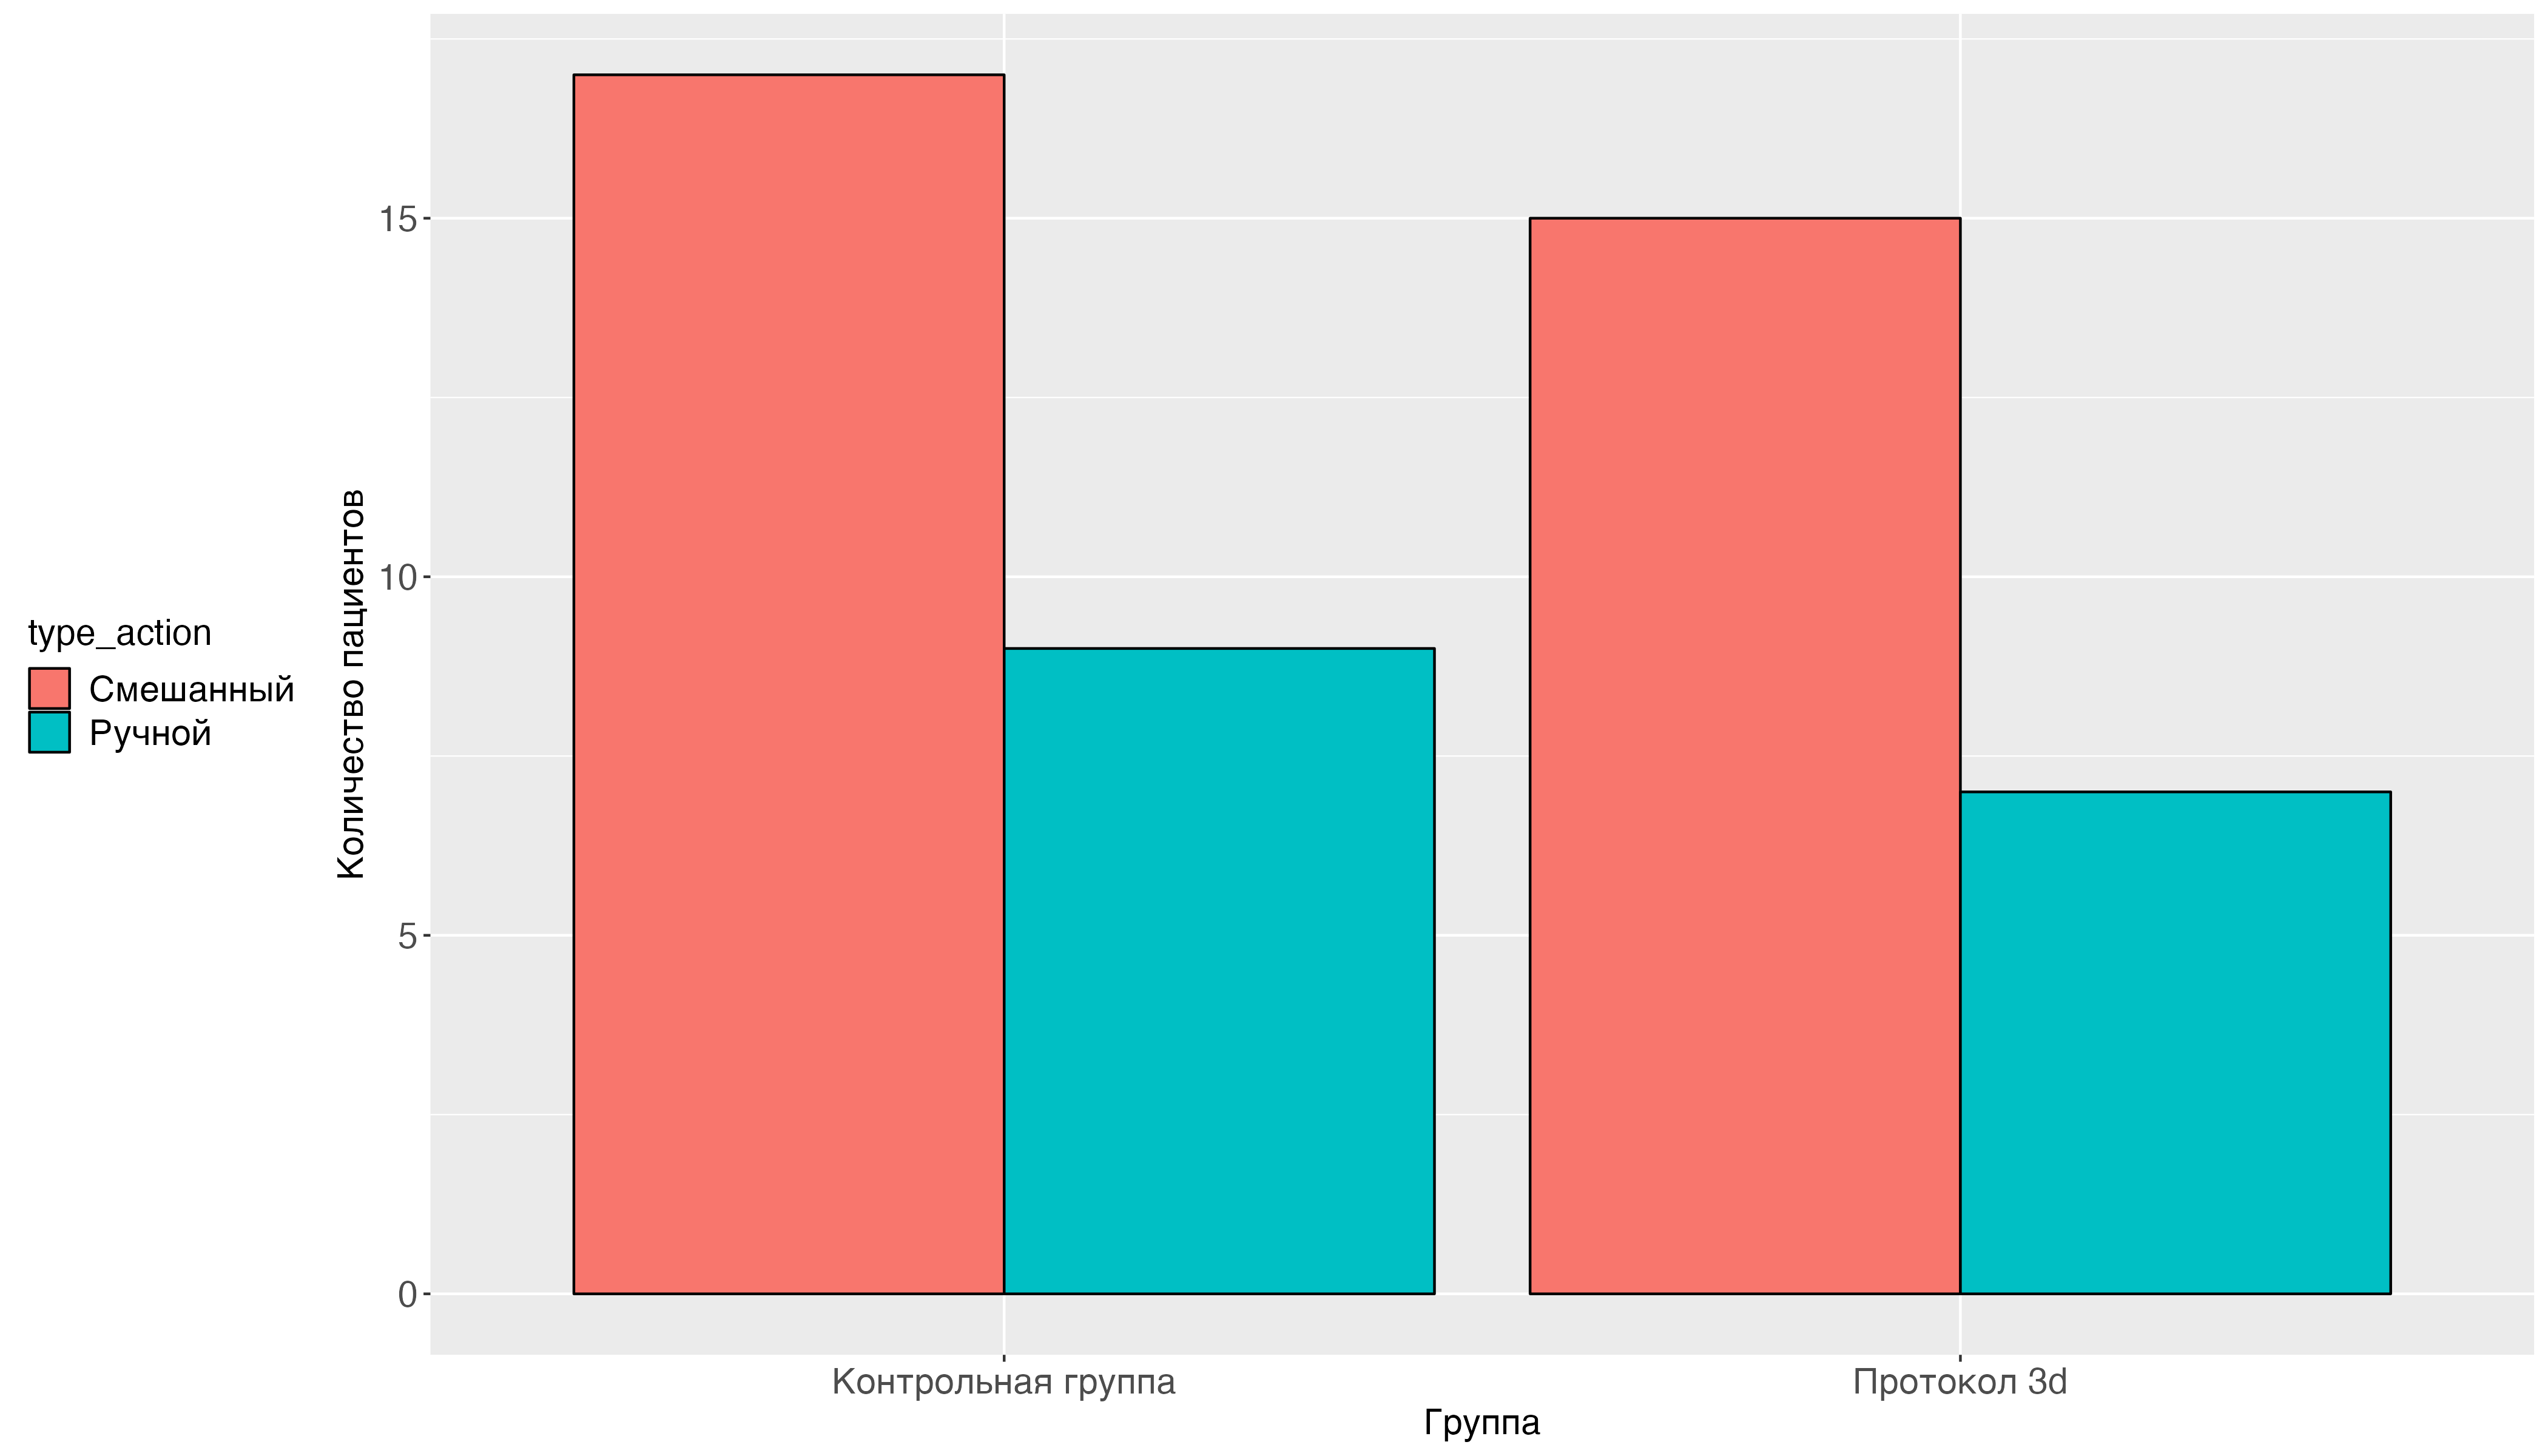 type_action
Смешанный
Ручной
Количество пациентов
15
10
5
0
Контрольная группа
Протокол 3d
Группа